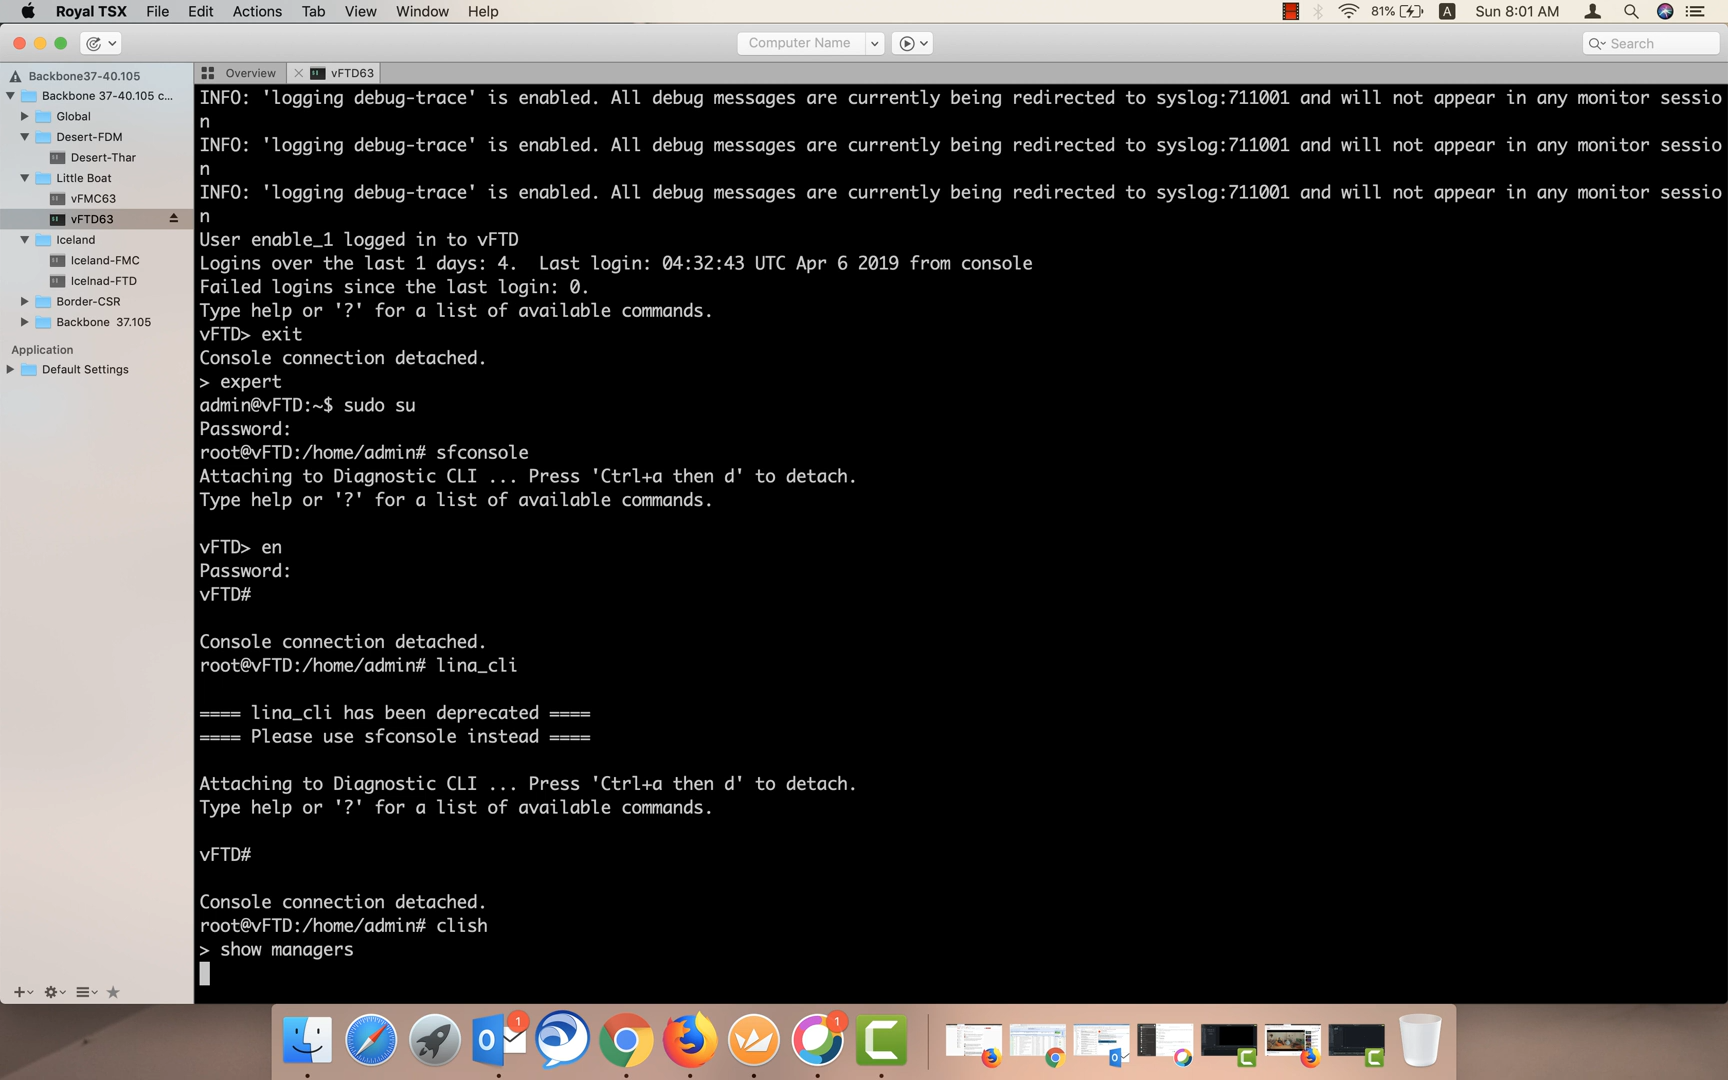 Royal TSX File Edit Actions Tab View Window Help 81% A Sun 8:01 AM
Computer Name Search
Backbone37-40.105
Backbone 37-40.105 c...
Global
Desert-FDM
Desert-Thar
Little Boat
vFMC63
vFTD63
Iceland
Iceland-FMC
Icelnad-FTD
Border-CSR
Backbone 37.105
Application
Default Settings
Overview vFTD63
INFO: 'logging debug-trace' is enabled. All debug messages are currently being redirected to syslog:711001 and will not appear in any monitor sessio
n
INFO: 'logging debug-trace' is enabled. All debug messages are currently being redirected to syslog:711001 and will not appear in any monitor sessio
n
INFO: 'logging debug-trace' is enabled. All debug messages are currently being redirected to syslog:711001 and will not appear in any monitor sessio
n
User enable_1 logged in to vFTD
Logins over the last 1 days: 4.  Last login: 04:32:43 UTC Apr 6 2019 from console
Failed logins since the last login: 0.
Type help or '?' for a list of available commands.
vFTD> exit
Console connection detached.
> expert
admin@vFTD:~$ sudo su
Password:
root@vFTD:/home/admin# sfconsole
Attaching to Diagnostic CLI ... Press 'Ctrl+a then d' to detach.
Type help or '?' for a list of available commands.
vFTD> en
Password:
vFTD#
Console connection detached.
root@vFTD:/home/admin# lina_cli
==== lina_cli has been deprecated ====
==== Please use sfconsole instead ====
Attaching to Diagnostic CLI ... Press 'Ctrl+a then d' to detach.
Type help or '?' for a list of available commands.
vFTD#
Console connection detached.
root@vFTD:/home/admin# clish
> show managers
1 1